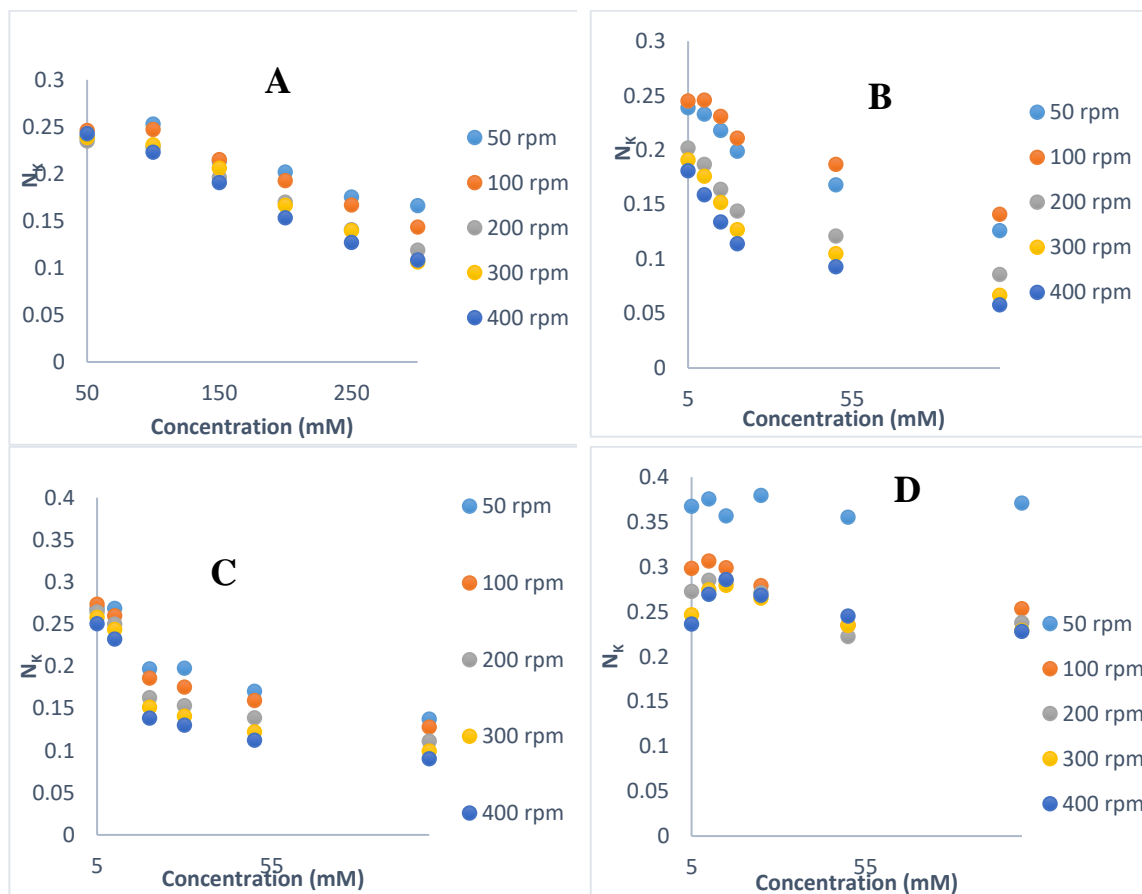 A
0.3
0.25
0.2
0.15
0.1
0.05
0
N_K
50
150
250
Concentration (mM)
50 rpm
100 rpm
200 rpm
300 rpm
400 rpm
B
0.3
0.25
0.2
0.15
0.1
0.05
0
N_K
5
55
Concentration (mM)
50 rpm
100 rpm
200 rpm
300 rpm
400 rpm
C
0.4
0.35
0.3
0.25
0.2
0.15
0.1
0.05
0
N_K
5
55
Concentration (mM)
50 rpm
100 rpm
200 rpm
300 rpm
400 rpm
D
0.4
0.35
0.3
0.25
0.2
0.15
0.1
0.05
0
N_K
5
55
Concentration (mM)
50 rpm
100 rpm
200 rpm
300 rpm
400 rpm